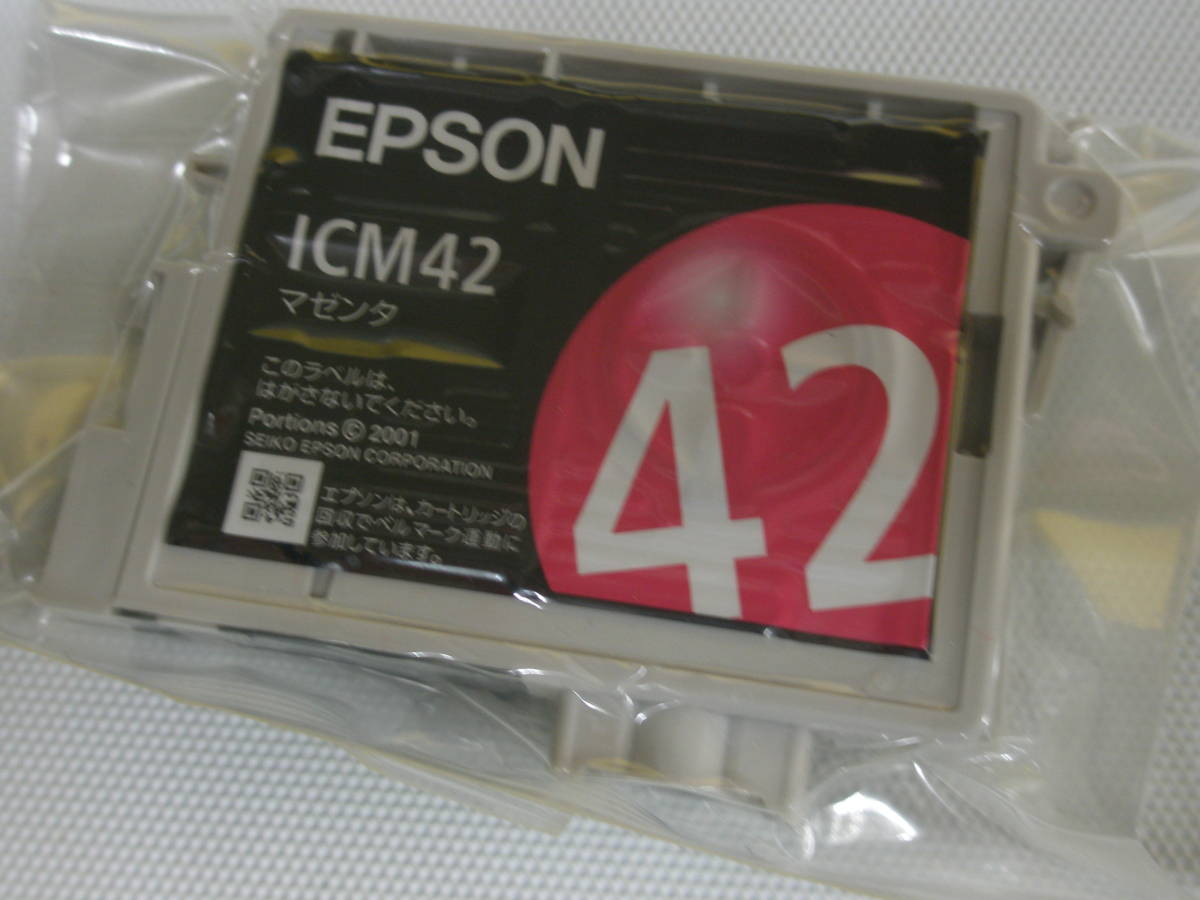 EPSON
ICM42
マゼンタ
このラベルは、
はがさないでください。
Portions © 2001
SEIKO EPSON CORPORATION
エプソンは、カートリッジの
回収でベルマーク運動に
参加しています。
42